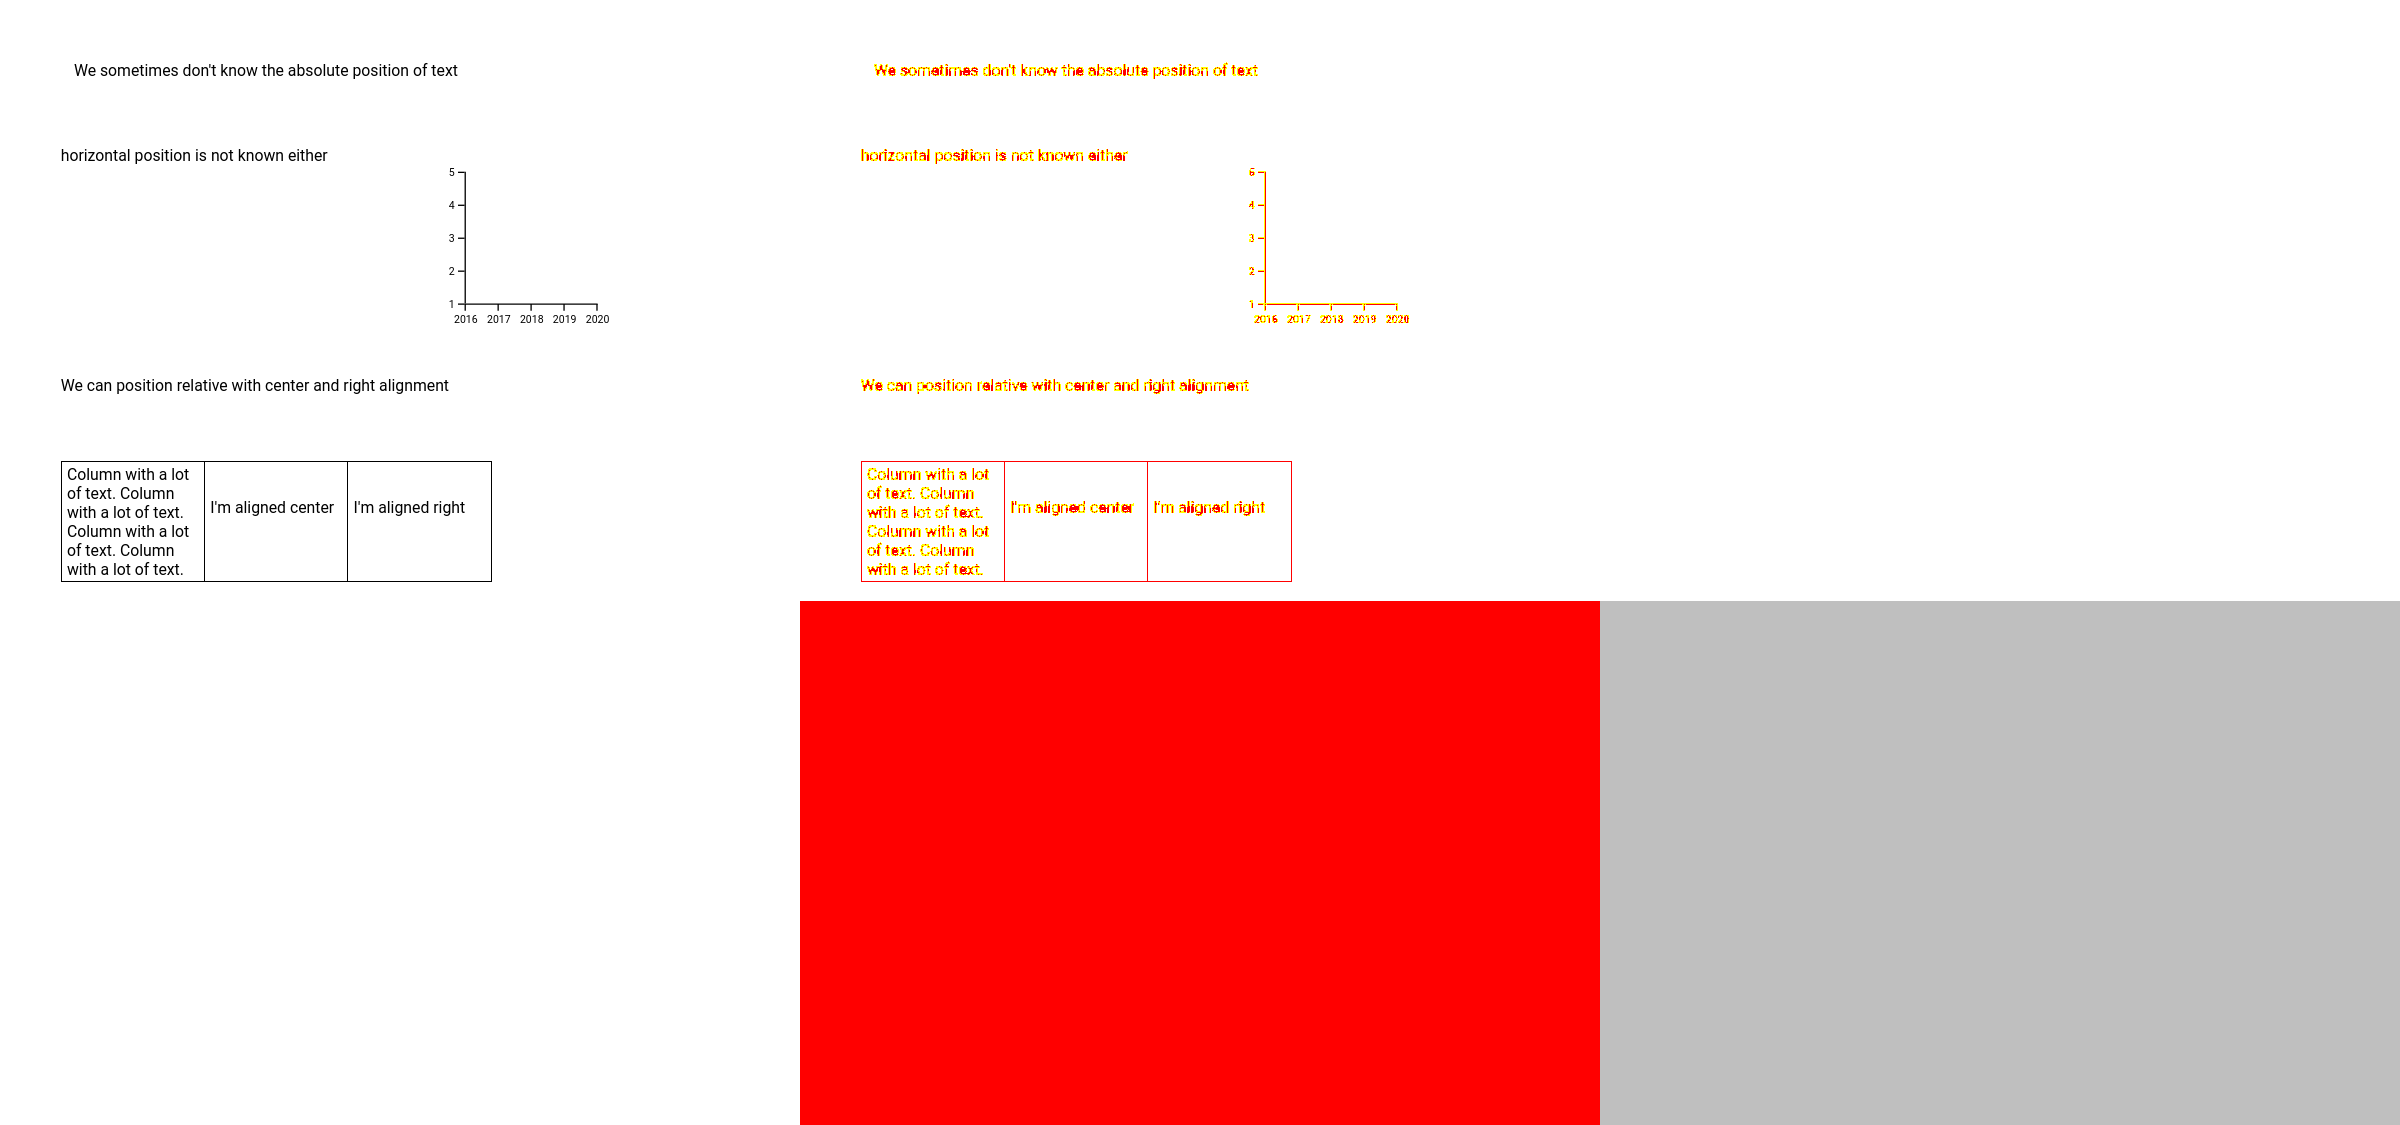 We sometimes don't know the absolute position of text
We sometimes don't know the absolute position of text
horizontal position is not known either
horizontal position is not known either
5
4
3
2
1
2016 2017 2018 2019 2020
5
4
3
2
1
2016 2017 2018 2019 2020
We can position relative with center and right alignment
We can position relative with center and right alignment
Column with a lot
of text. Column
with a lot of text.
Column with a lot
of text. Column
with a lot of text.
I'm aligned center
I'm aligned right
Column with a lot
of text. Column
with a lot of text.
Column with a lot
of text. Column
with a lot of text.
I'm aligned center
I'm aligned right